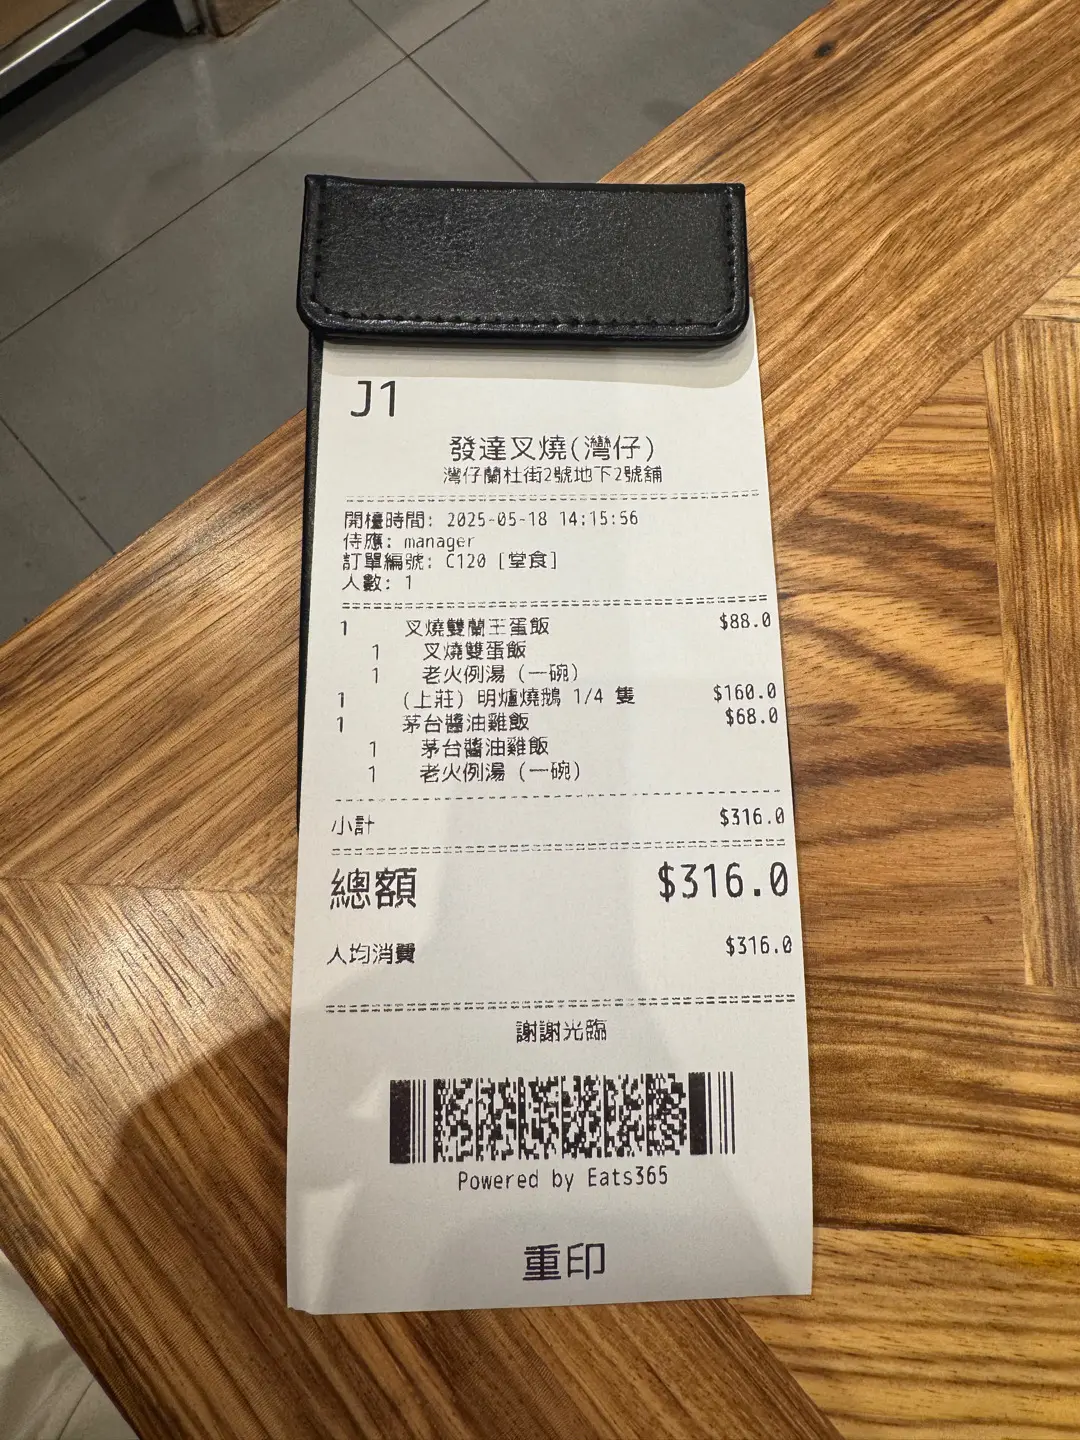 J1
發達叉燒(灣仔)
灣仔蘭杜街2號地下2號舖
開檯時間: 2025-05-18 14:15:56
侍應: manager
訂單編號: C120 [堂食]
人數: 1
1 叉燒雙蘭王蛋飯 $88.0
1 叉燒雙蛋飯
1 老火例湯 (一碗)
1 (上莊) 明爐燒鵝 1/4 隻 $160.0
1 茅台醬油雞飯 $68.0
1 茅台醬油雞飯
1 老火例湯 (一碗)
小計 $316.0
總額 $316.0
人均消費 $316.0
謝謝光臨
Powered by Eats365
重印